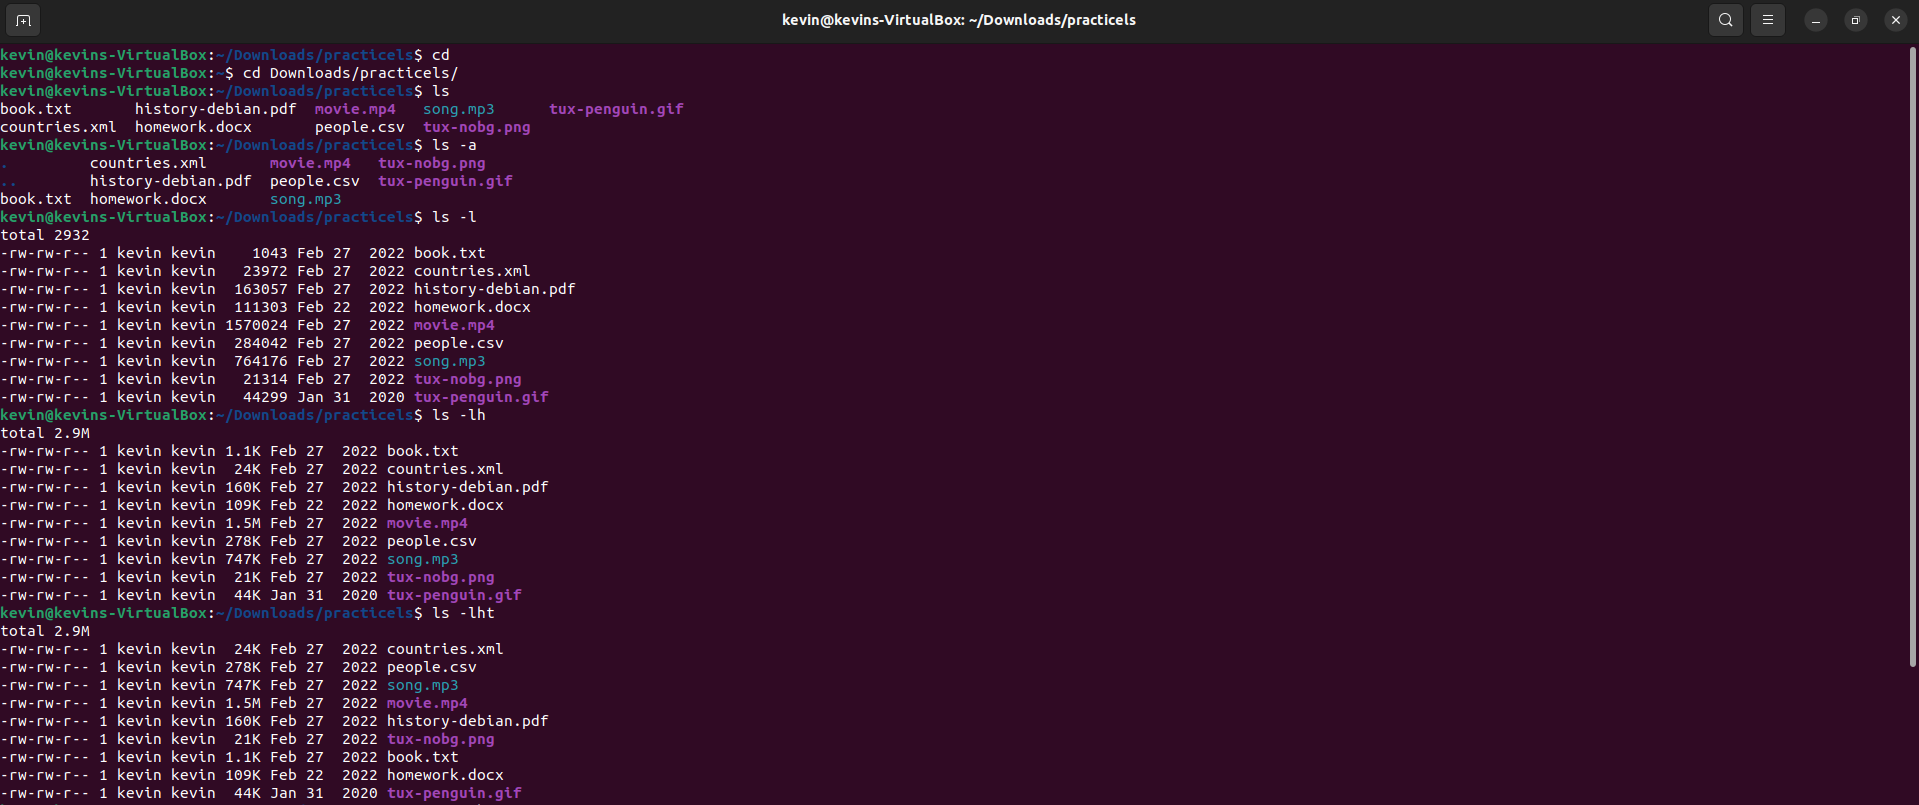 kevin@kevins-VirtualBox: ~/Downloads/practicels
kevin@kevins-VirtualBox:~/Downloads/practicels$ cd
kevin@kevins-VirtualBox:~$ cd Downloads/practicels/
kevin@kevins-VirtualBox:~/Downloads/practicels$ ls
book.txt       history-debian.pdf  movie.mp4   song.mp3      tux-penguin.gif
countries.xml  homework.docx       people.csv  tux-nobg.png
kevin@kevins-VirtualBox:~/Downloads/practicels$ ls -a
.         countries.xml       movie.mp4   tux-nobg.png
..        history-debian.pdf  people.csv  tux-penguin.gif
book.txt  homework.docx       song.mp3
kevin@kevins-VirtualBox:~/Downloads/practicels$ ls -l
total 2932
-rw-rw-r-- 1 kevin kevin    1043 Feb 27  2022 book.txt
-rw-rw-r-- 1 kevin kevin   23972 Feb 27  2022 countries.xml
-rw-rw-r-- 1 kevin kevin  163057 Feb 27  2022 history-debian.pdf
-rw-rw-r-- 1 kevin kevin  111303 Feb 22  2022 homework.docx
-rw-rw-r-- 1 kevin kevin 1570024 Feb 27  2022 movie.mp4
-rw-rw-r-- 1 kevin kevin  284042 Feb 27  2022 people.csv
-rw-rw-r-- 1 kevin kevin  764176 Feb 27  2022 song.mp3
-rw-rw-r-- 1 kevin kevin   21314 Feb 27  2022 tux-nobg.png
-rw-rw-r-- 1 kevin kevin   44299 Jan 31  2020 tux-penguin.gif
kevin@kevins-VirtualBox:~/Downloads/practicels$ ls -lh
total 2.9M
-rw-rw-r-- 1 kevin kevin 1.1K Feb 27  2022 book.txt
-rw-rw-r-- 1 kevin kevin  24K Feb 27  2022 countries.xml
-rw-rw-r-- 1 kevin kevin 160K Feb 27  2022 history-debian.pdf
-rw-rw-r-- 1 kevin kevin 109K Feb 22  2022 homework.docx
-rw-rw-r-- 1 kevin kevin 1.5M Feb 27  2022 movie.mp4
-rw-rw-r-- 1 kevin kevin 278K Feb 27  2022 people.csv
-rw-rw-r-- 1 kevin kevin 747K Feb 27  2022 song.mp3
-rw-rw-r-- 1 kevin kevin  21K Feb 27  2022 tux-nobg.png
-rw-rw-r-- 1 kevin kevin  44K Jan 31  2020 tux-penguin.gif
kevin@kevins-VirtualBox:~/Downloads/practicels$ ls -lht
total 2.9M
-rw-rw-r-- 1 kevin kevin  24K Feb 27  2022 countries.xml
-rw-rw-r-- 1 kevin kevin 278K Feb 27  2022 people.csv
-rw-rw-r-- 1 kevin kevin 747K Feb 27  2022 song.mp3
-rw-rw-r-- 1 kevin kevin 1.5M Feb 27  2022 movie.mp4
-rw-rw-r-- 1 kevin kevin 160K Feb 27  2022 history-debian.pdf
-rw-rw-r-- 1 kevin kevin  21K Feb 27  2022 tux-nobg.png
-rw-rw-r-- 1 kevin kevin 1.1K Feb 27  2022 book.txt
-rw-rw-r-- 1 kevin kevin 109K Feb 22  2022 homework.docx
-rw-rw-r-- 1 kevin kevin  44K Jan 31  2020 tux-penguin.gif